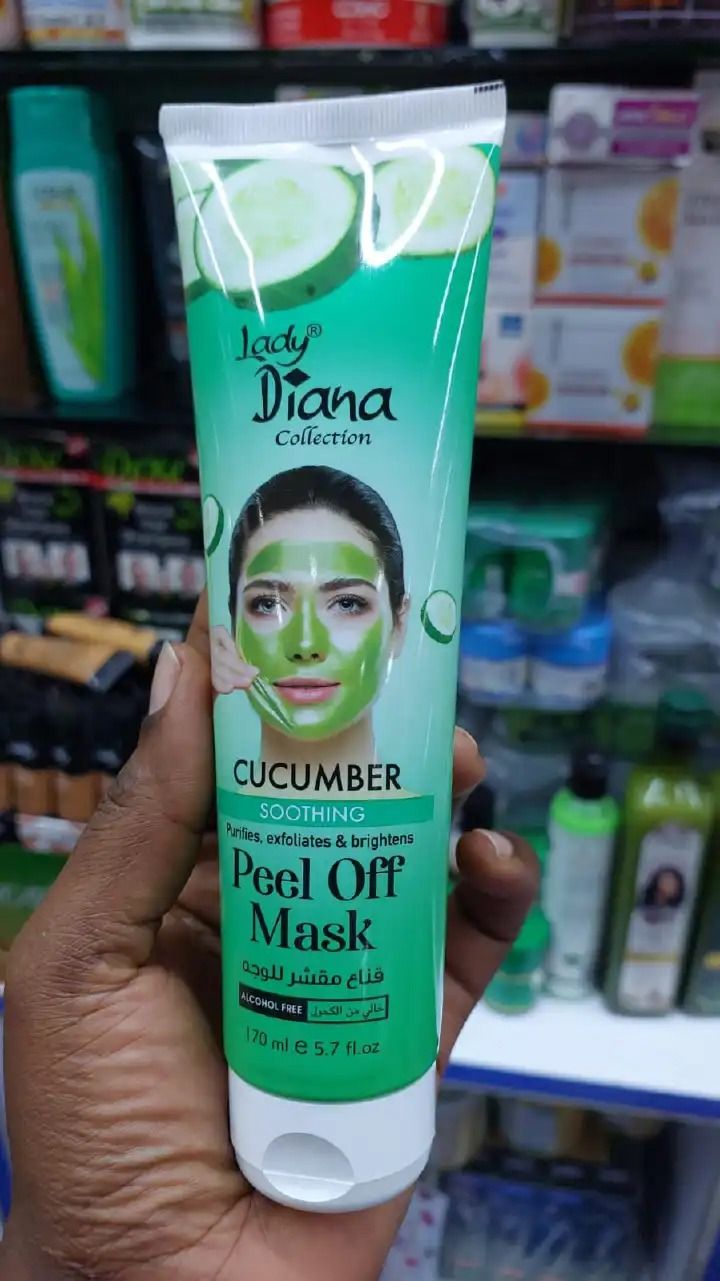 Lady®
Diana
Collection
CUCUMBER
SOOTHING
Purifies, exfoliates & brightens
Peel Off
Mask
قناع مقشر للوجه
ALCOHOL FREE خالي من الكحول
170 ml e 5.7 fl.oz